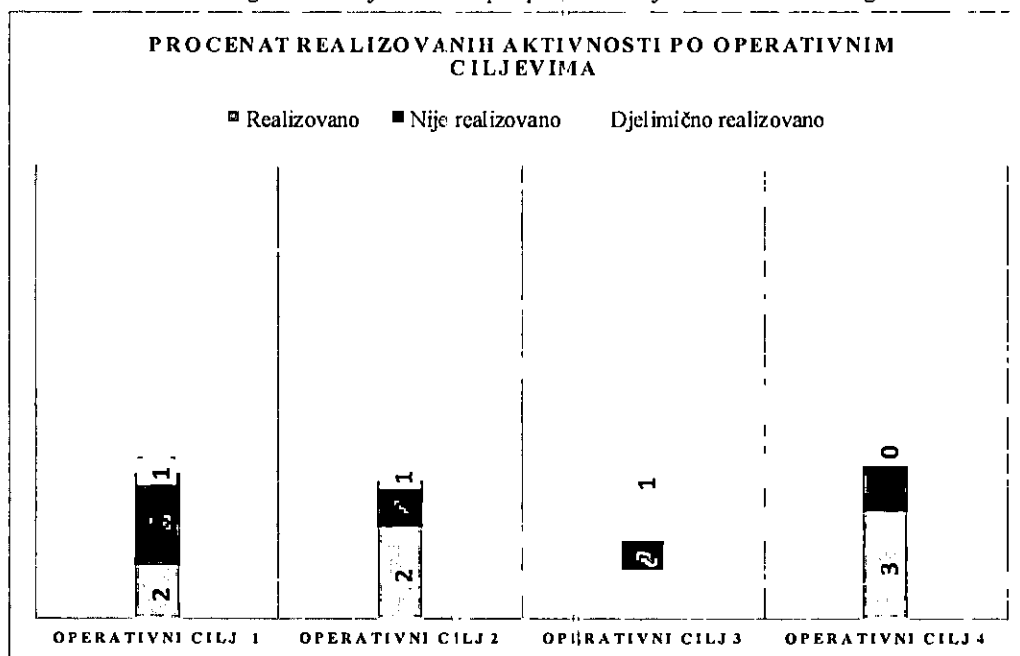 PROCENAT REALIZOVANIH AKTIVNOSTI PO OPERATIVNIM
CILJEVIMA
Realizovano Nije realizovano Djelimično realizovano
1 1 1 0
2 2 3
OPERATIVNI CILJ 1 OPERATIVNI CILJ 2 OPERATIVNI CILJ 3 OPERATIVNI CILJ 4